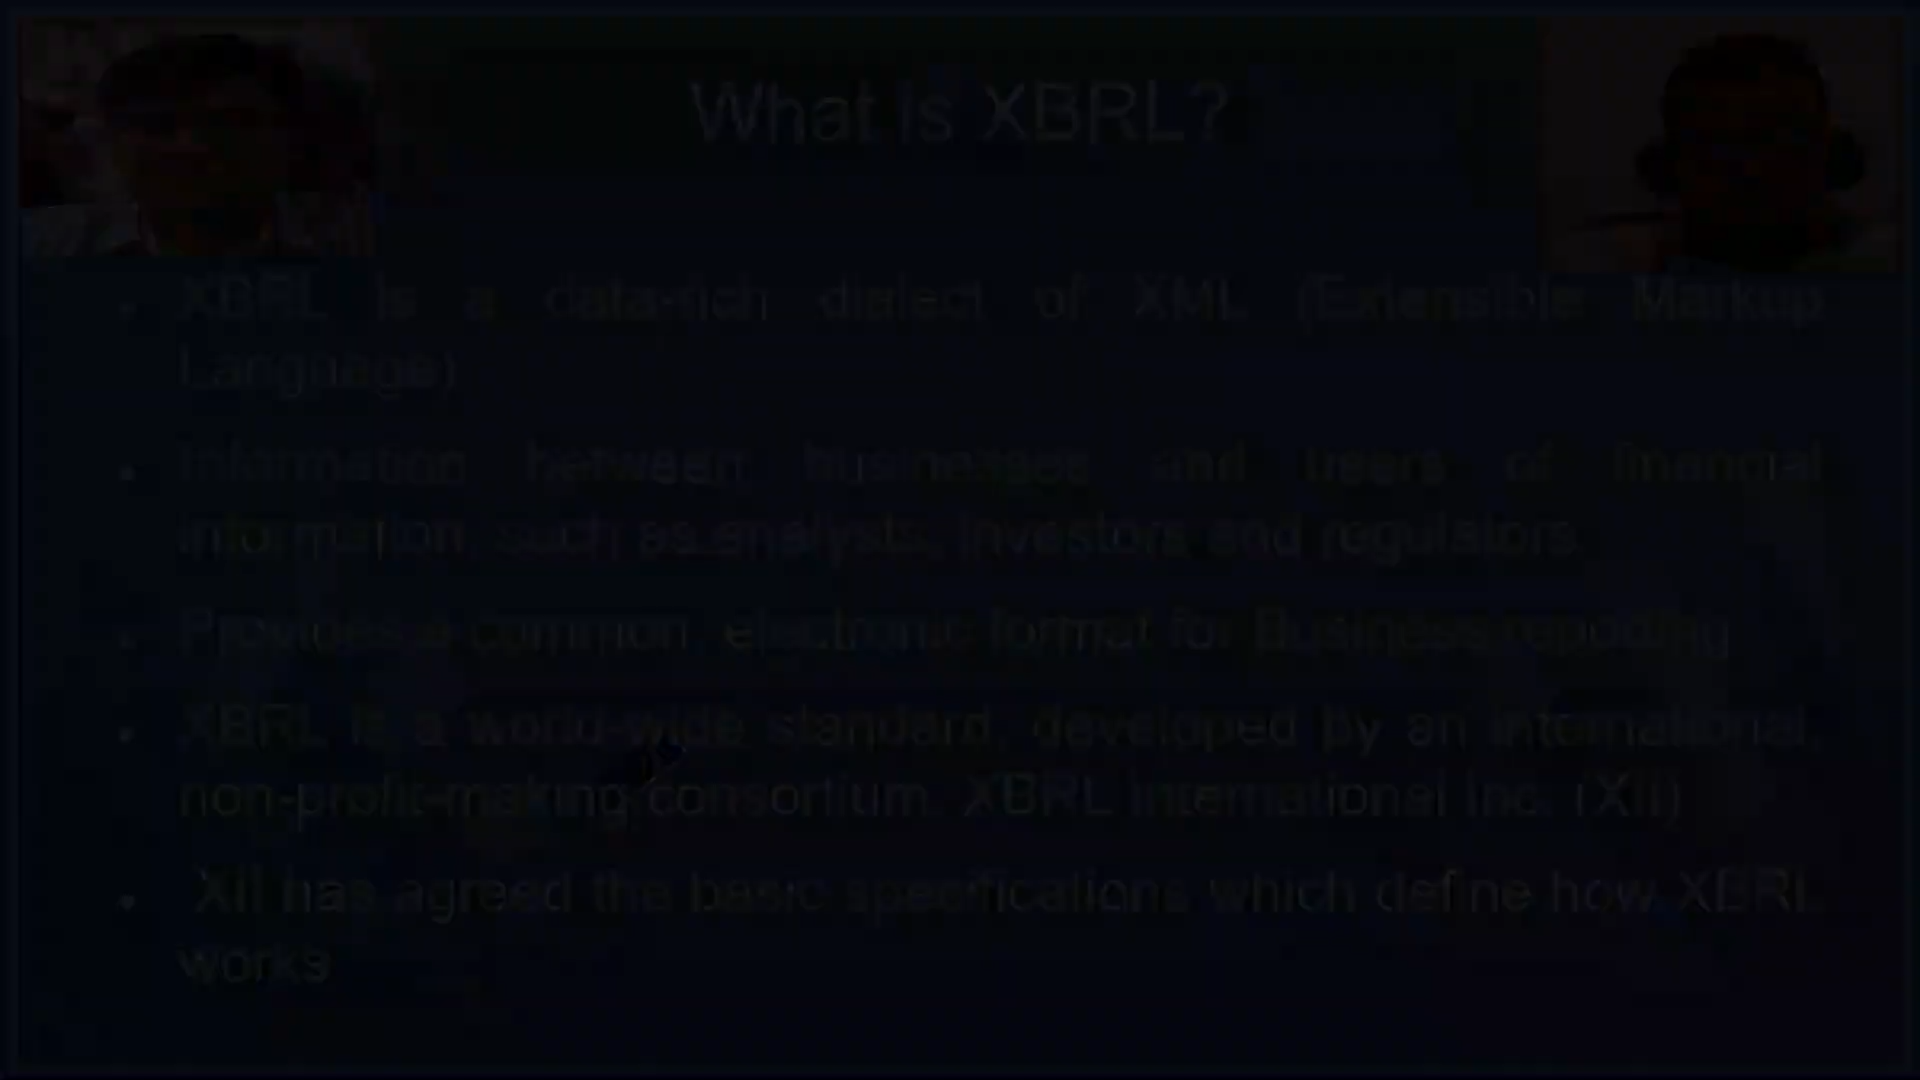 What is XBRL?
• XBRL is a data-rich dialect of XML (Extensible Markup
Language)
• Information between businesses and users of financial
information, such as analysts, investors and regulators
• Provides a common electronic format for Business reporting
• XBRL is a world-wide standard, developed by an international,
non-profit-making consortium, XBRL International Inc. (XII)
• XII has agreed the basic specifications which define how XBRL
works